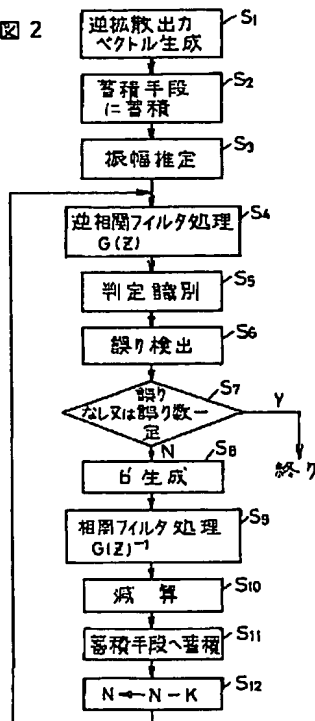 図 2
逆拡散出力
ベクトル生成
S1
蓄積手段
に蓄積
S2
振幅推定
S3
逆相関フィルタ処理
G(Z)
S4
判定識別
S5
誤り検出
S6
誤り
なし又は誤り数一
定
S7
Y
終り
N
b́ 生成
S8
相関フィルタ処理
G(Z)⁻¹
S9
減算
S10
蓄積手段へ蓄積
S11
N←N-K
S12